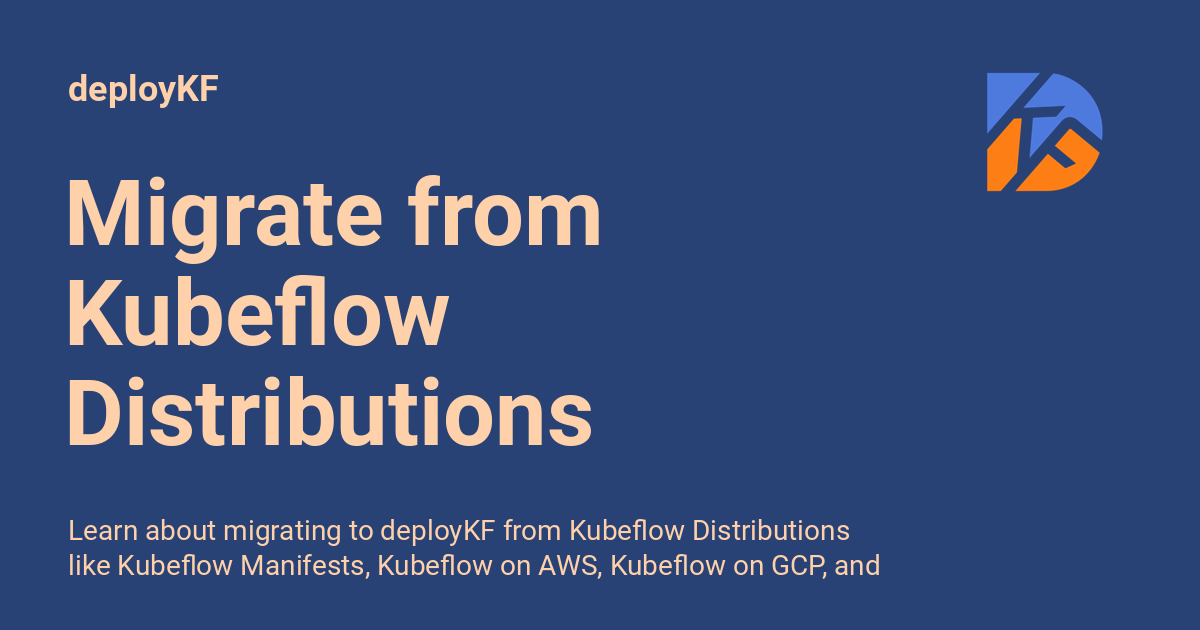 deployKF
Migrate from
Kubeflow
Distributions
Learn about migrating to deployKF from Kubeflow Distributions
like Kubeflow Manifests, Kubeflow on AWS, Kubeflow on GCP, and